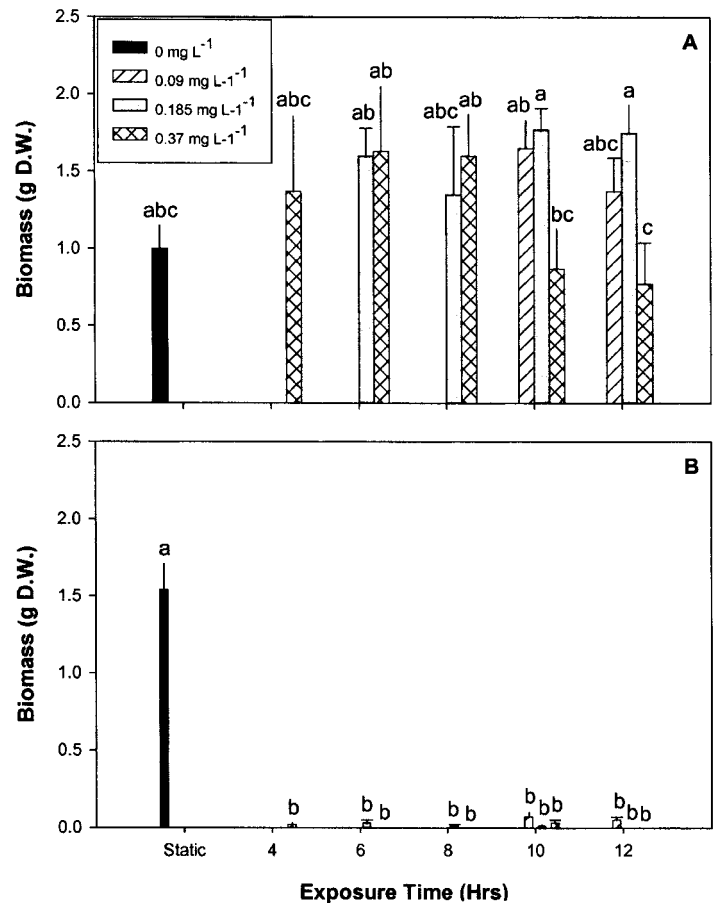 2.5
A
0 mg L-1
0.09 mg L-1-1
0.185 mg L-1-1
0.37 mg L-1-1
2.0
1.5
1.0
0.5
0.0
Biomass (g D.W.)
abc
abc
ab
ab
abc
ab
ab
a
bc
abc
a
c
2.5
B
2.0
1.5
1.0
0.5
0.0
Biomass (g D.W.)
a
b
b
b
b
b
b
b
b
b
b
b
Static
4
6
8
10
12
Exposure Time (Hrs)